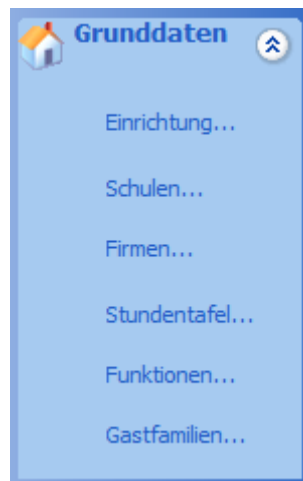 Grunddaten
Einrichtung...
Schulen...
Firmen...
Stundentafel...
Funktionen...
Gastfamilien...